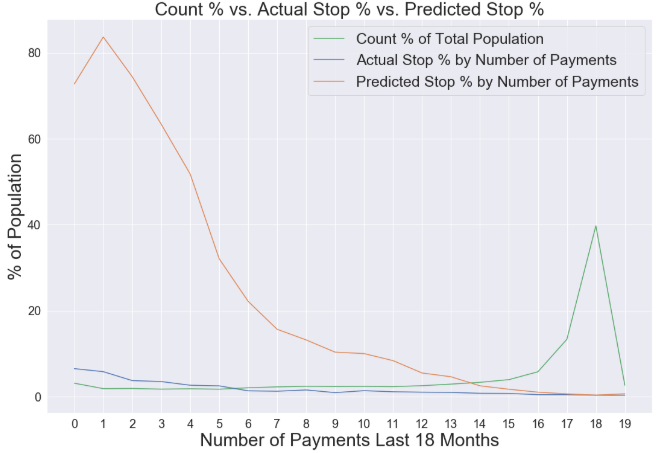 Count % vs. Actual Stop % vs. Predicted Stop %
Count % of Total Population
Actual Stop % by Number of Payments
Predicted Stop % by Number of Payments
% of Population
80
60
40
20
0
0 1 2 3 4 5 6 7 8 9 10 11 12 13 14 15 16 17 18 19
Number of Payments Last 18 Months